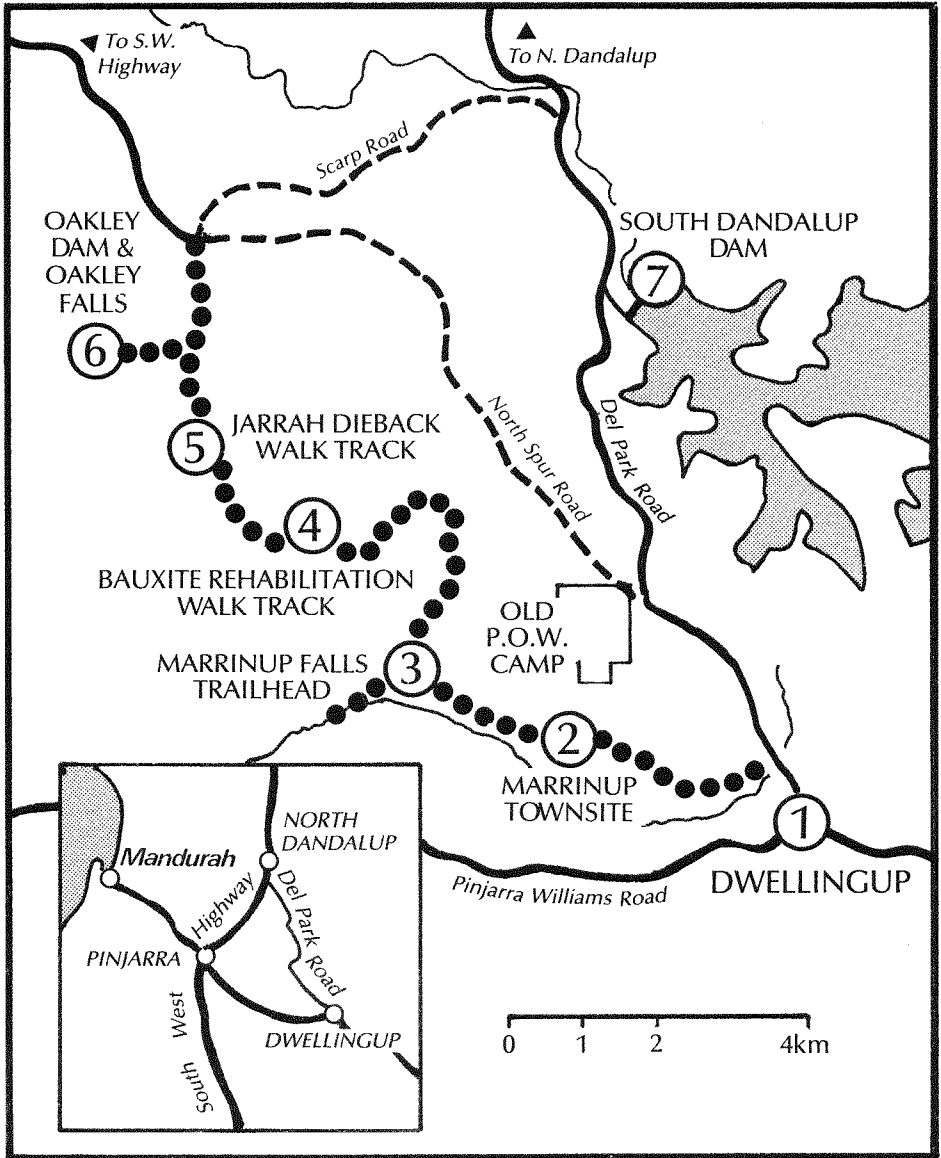 To S.W.
Highway
To N. Dandalup
Scarp Road
OAKLEY
DAM &
OAKLEY
FALLS
SOUTH DANDALUP
DAM
7
6
North Spur Road
Del Park Road
5
JARRAH DIEBACK
WALK TRACK
4
BAUXITE REHABILITATION
WALK TRACK
OLD
P.O.W.
CAMP
MARRINUP FALLS
TRAILHEAD
3
2
MARRINUP
TOWNSITE
1
DWELLINGUP
Pinjarra Williams Road
Mandurah
NORTH
DANDALUP
Highway
Del Park Road
PINJARRA
South West
DWELLINGUP
0 1 2 4km